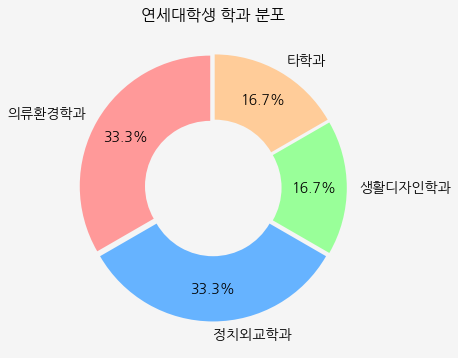 연세대학생 학과 분포
타학과
16.7%
의류환경학과
33.3%
16.7%
생활디자인학과
33.3%
정치외교학과